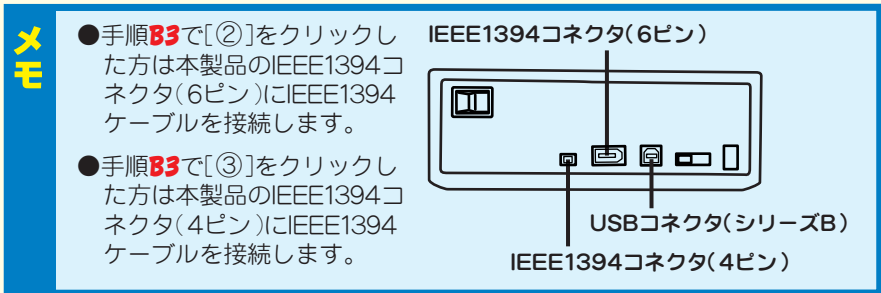 メモ
●手順B3で[②]をクリックし
た方は本製品のIEEE1394コ
ネクタ(6ピン)にIEEE1394
ケーブルを接続します。
●手順B3で[③]をクリックし
た方は本製品のIEEE1394コ
ネクタ(4ピン)にIEEE1394
ケーブルを接続します。
IEEE1394コネクタ(6ピン)
USBコネクタ(シリーズB)
IEEE1394コネクタ(4ピン)